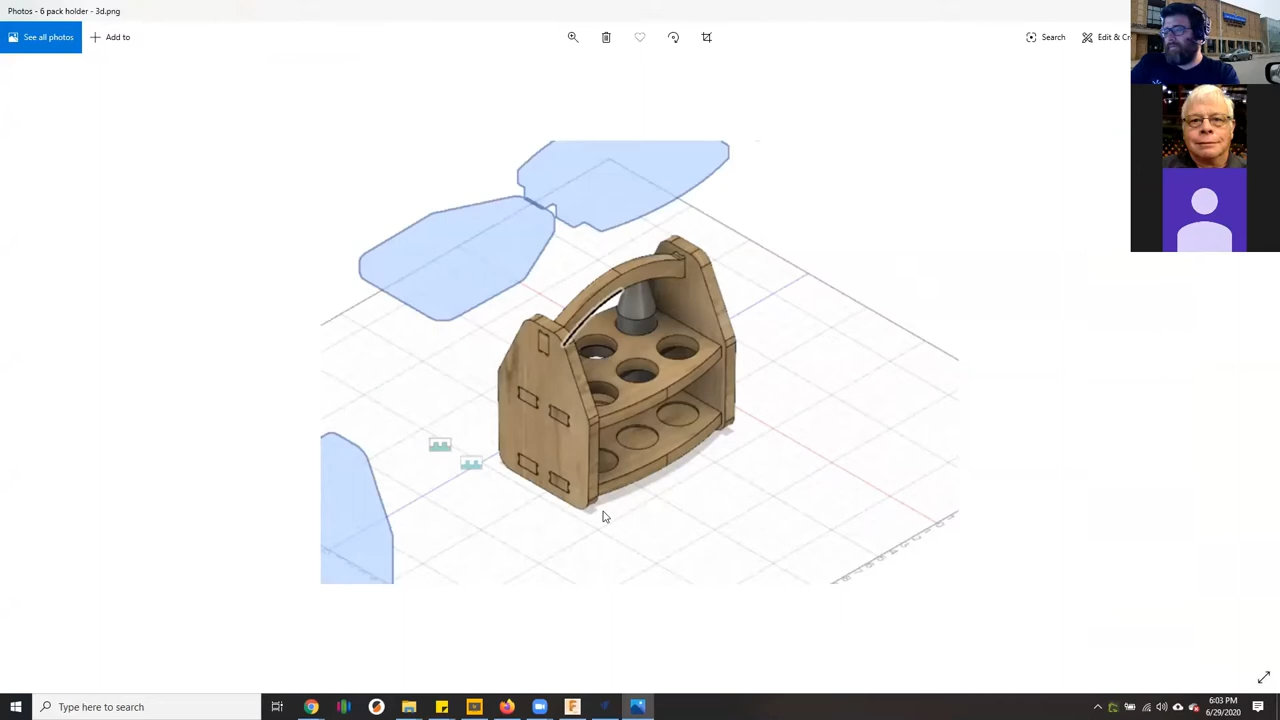 Photos - 6 pack holder - 3d.png
See all photos
Add to
Search
Edit & Cr
Type here to search
6:03 PM
6/29/2020